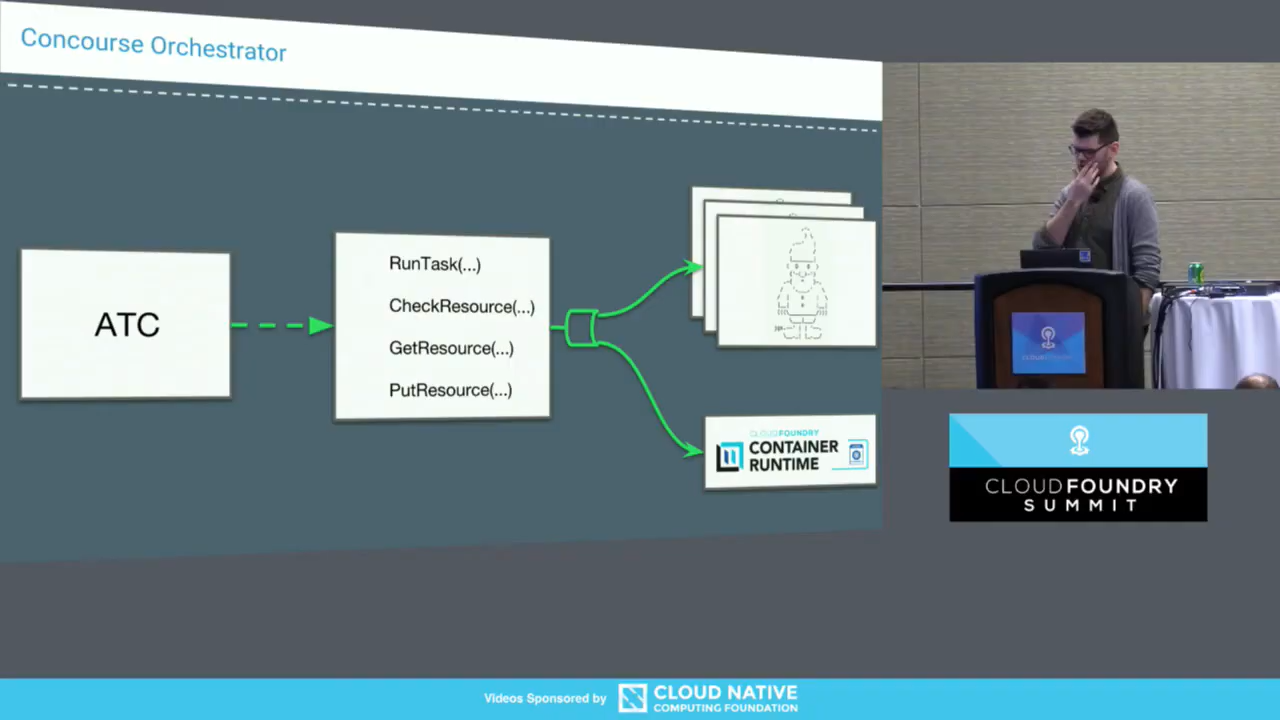 Concourse Orchestrator
ATC
RunTask(...)
CheckResource(...)
GetResource(...)
PutResource(...)
CLOUD FOUNDRY
CONTAINER
RUNTIME
CLOUD FOUNDRY
SUMMIT
Videos Sponsored by
CLOUD NATIVE
COMPUTING FOUNDATION